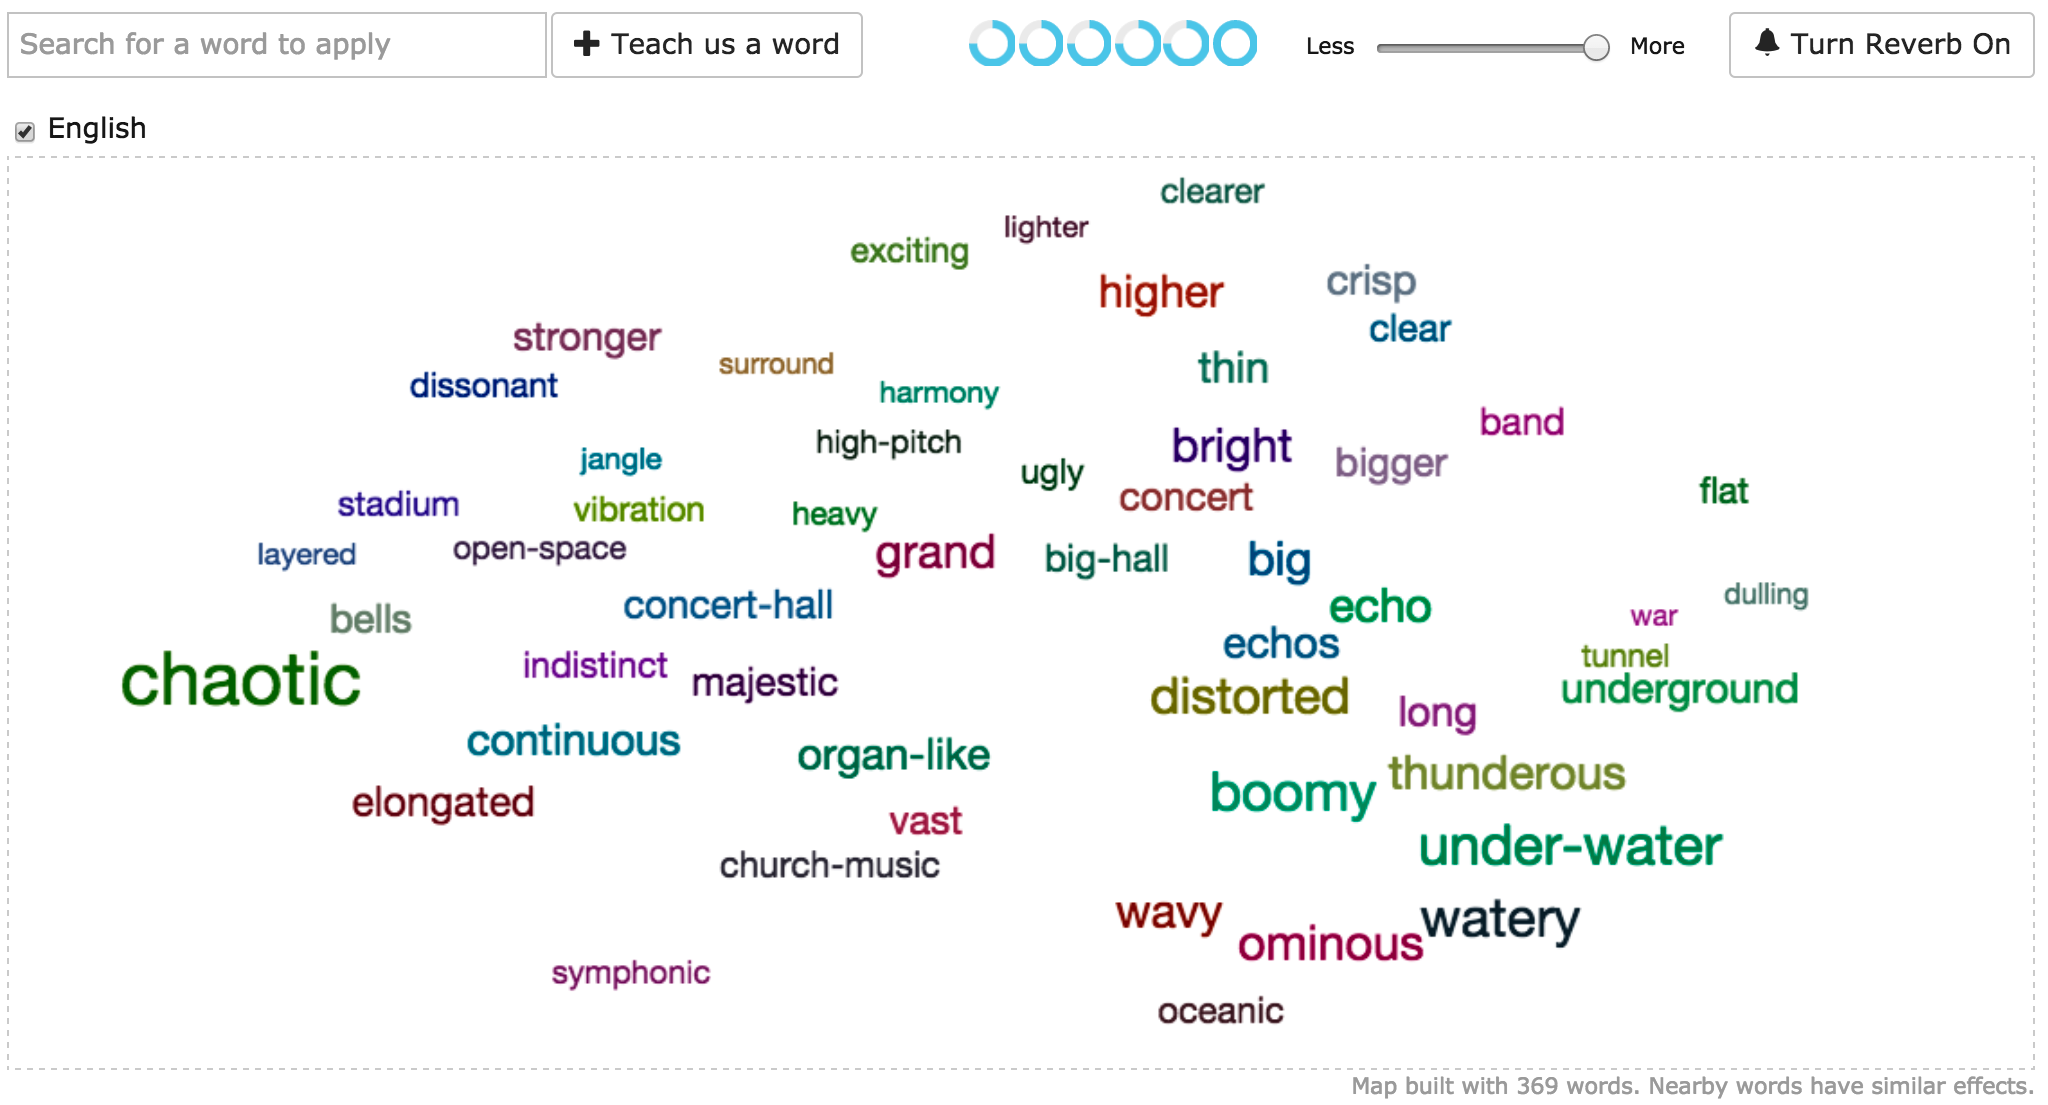 Search for a word to apply
Teach us a word
Less
More
Turn Reverb On
English
clearer
lighter
exciting
higher
crisp
clear
stronger
surround
thin
dissonant
harmony
band
high-pitch
bright
bigger
jangle
ugly
concert
flat
stadium
vibration
heavy
layered
open-space
grand
big-hall
big
bells
concert-hall
echo
war
dulling
echos
tunnel
chaotic
indistinct
majestic
distorted
long
underground
continuous
organ-like
thunderous
elongated
vast
boomy
under-water
church-music
wavy
ominous
watery
symphonic
oceanic
Map built with 369 words. Nearby words have similar effects.